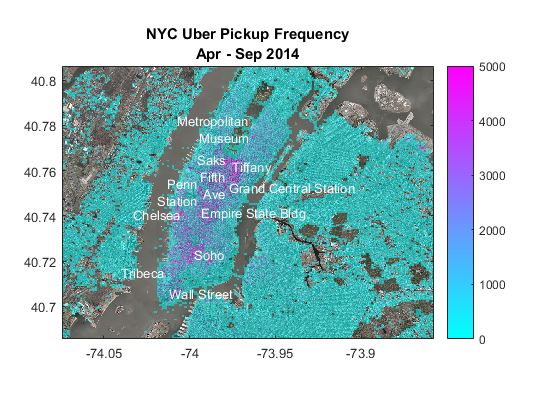 NYC Uber Pickup Frequency
Apr - Sep 2014
40.8
40.78
40.76
40.74
40.72
40.7
-74.05
-74
-73.95
-73.9
Metropolitan
Museum
Saks
Fifth
Ave
Tiffany
Penn
Station
Grand Central Station
Chelsea
Empire State Bldg.
Soho
Tribeca
Wall Street
5000
4000
3000
2000
1000
0